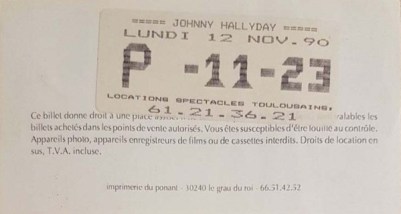 ===== JOHNNY HALLYDAY =====
LUNDI 12 NOV.90
P -11-23
LOCATIONS SPECTACLES TOULOUSAINS,
61.21.36.21
Ce billet donne droit à une place valables les
billets achetés dans les points de vente autorisés. Vous êtes susceptibles d'être fouillé au contrôle.
Appareils photo, appareils enregistreurs de films ou de cassettes interdits. Droits de location en
sus, T.V.A. incluse.
imprimerie du ponant - 30240 le grau du roi - 66.51.42.52